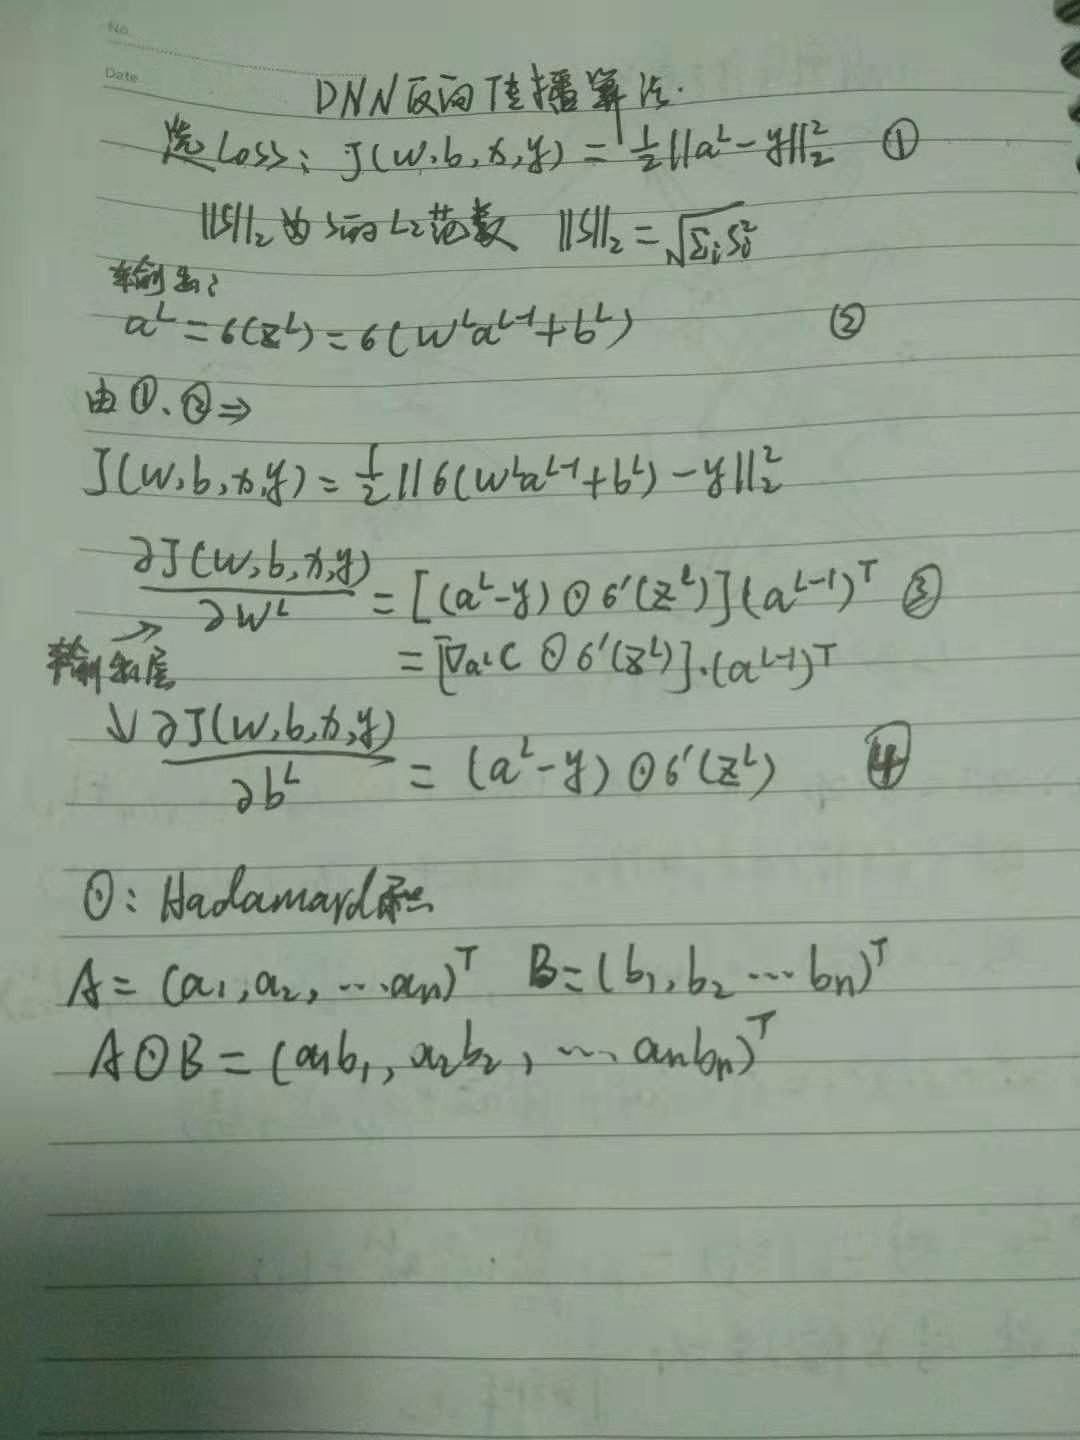 No.
Date
DNN反向传播算法.
选Loss: J(W,b,x,y) = ½||a^L - y||₂² ①
||S||₂为S的L2范数 ||S||₂ = √(Σᵢ Sᵢ²)
输出:
a^L = σ(z^L) = σ(W^L a^{L-1} + b^L) ②
由①、②⇒
J(W,b,x,y) = ½||σ(W^L a^{L-1} + b^L) - y||₂²
∂J(W,b,x,y)/∂W^L = [(a^L-y)⊙σ'(z^L)](a^{L-1})^T ③
输出层 = [∇_{a^L} C ⊙σ'(z^L)]·(a^{L-1})^T
∂J(W,b,x,y)/∂b^L = (a^L-y)⊙σ'(z^L) ④
⊙: Hadamard乘积
A = (a₁,a₂,…aₙ)^T B=(b₁,b₂…bₙ)^T
A⊙B = (a₁b₁, a₂b₂, … aₙbₙ)^T